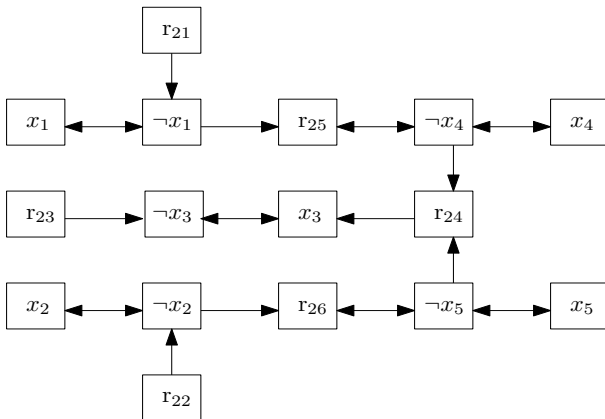 r₂₁
x₁ ¬x₁ r₂₅ ¬x₄ x₄
r₂₃ ¬x₃ x₃ r₂₄
x₂ ¬x₂ r₂₆ ¬x₅ x₅
r₂₂